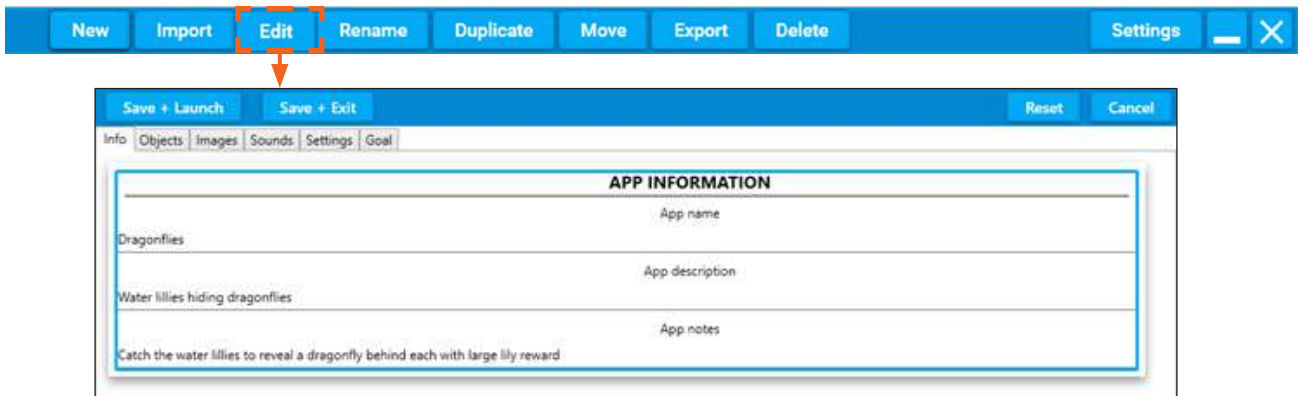 New Import Edit Rename Duplicate Move Export Delete Settings
Save + Launch Save + Exit Reset Cancel
Info Objects Images Sounds Settings Goal
APP INFORMATION
App name
Dragonflies
App description
Water lillies hiding dragonflies
App notes
Catch the water lillies to reveal a dragonfly behind each with large lily reward